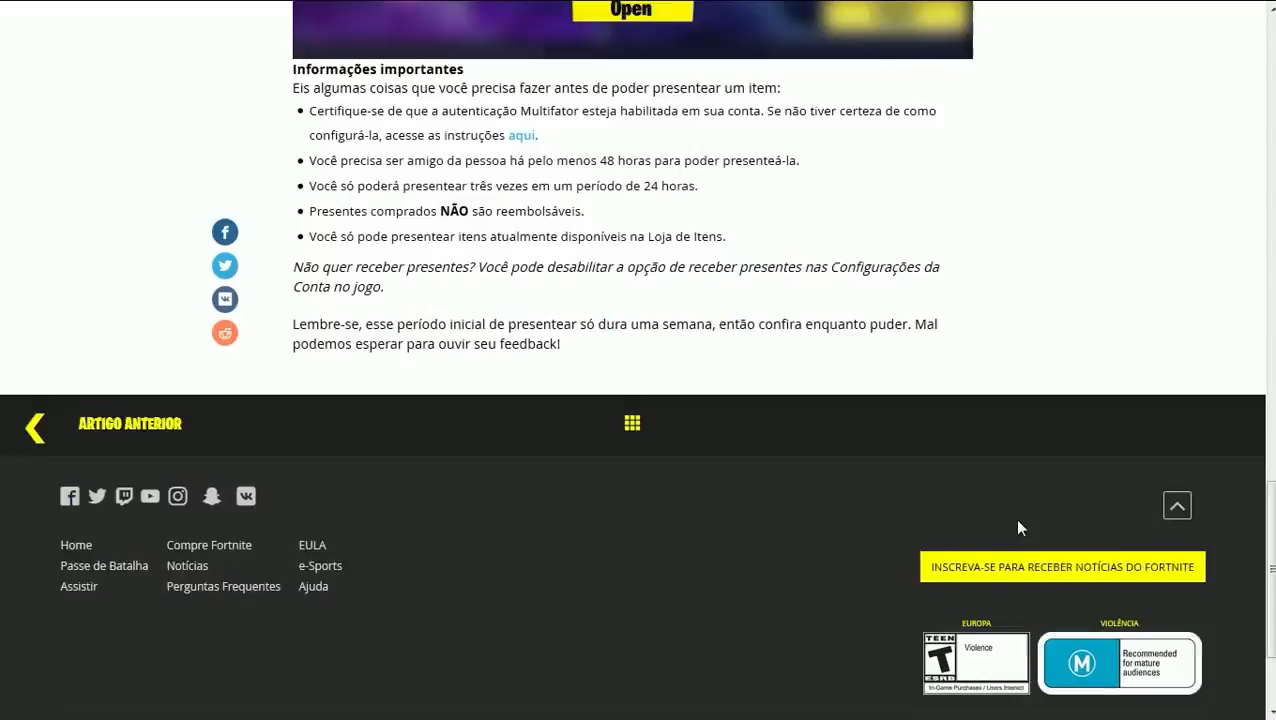 Open
Informações importantes
Eis algumas coisas que você precisa fazer antes de poder presentear um item:
Certifique-se de que a autenticação Multifator esteja habilitada em sua conta. Se não tiver certeza de como
configurá-la, acesse as instruções aqui.
Você precisa ser amigo da pessoa há pelo menos 48 horas para poder presenteá-la.
Você só poderá presentear três vezes em um período de 24 horas.
Presentes comprados NÃO são reembolsáveis.
Você só pode presentear itens atualmente disponíveis na Loja de Itens.
Não quer receber presentes? Você pode desabilitar a opção de receber presentes nas Configurações da
Conta no jogo.
Lembre-se, esse período inicial de presentear só dura uma semana, então confira enquanto puder. Mal
podemos esperar para ouvir seu feedback!
ARTIGO ANTERIOR
Home
Compre Fortnite
EULA
Passe de Batalha
Notícias
e-Sports
Assistir
Perguntas Frequentes
Ajuda
INSCREVA-SE PARA RECEBER NOTÍCIAS DO FORTNITE
EUROPA
VIOLÊNCIA
TEEN
T
ESRB
Violence
In-Game Purchases / Users Interact
M
Recommended
for mature
audiences